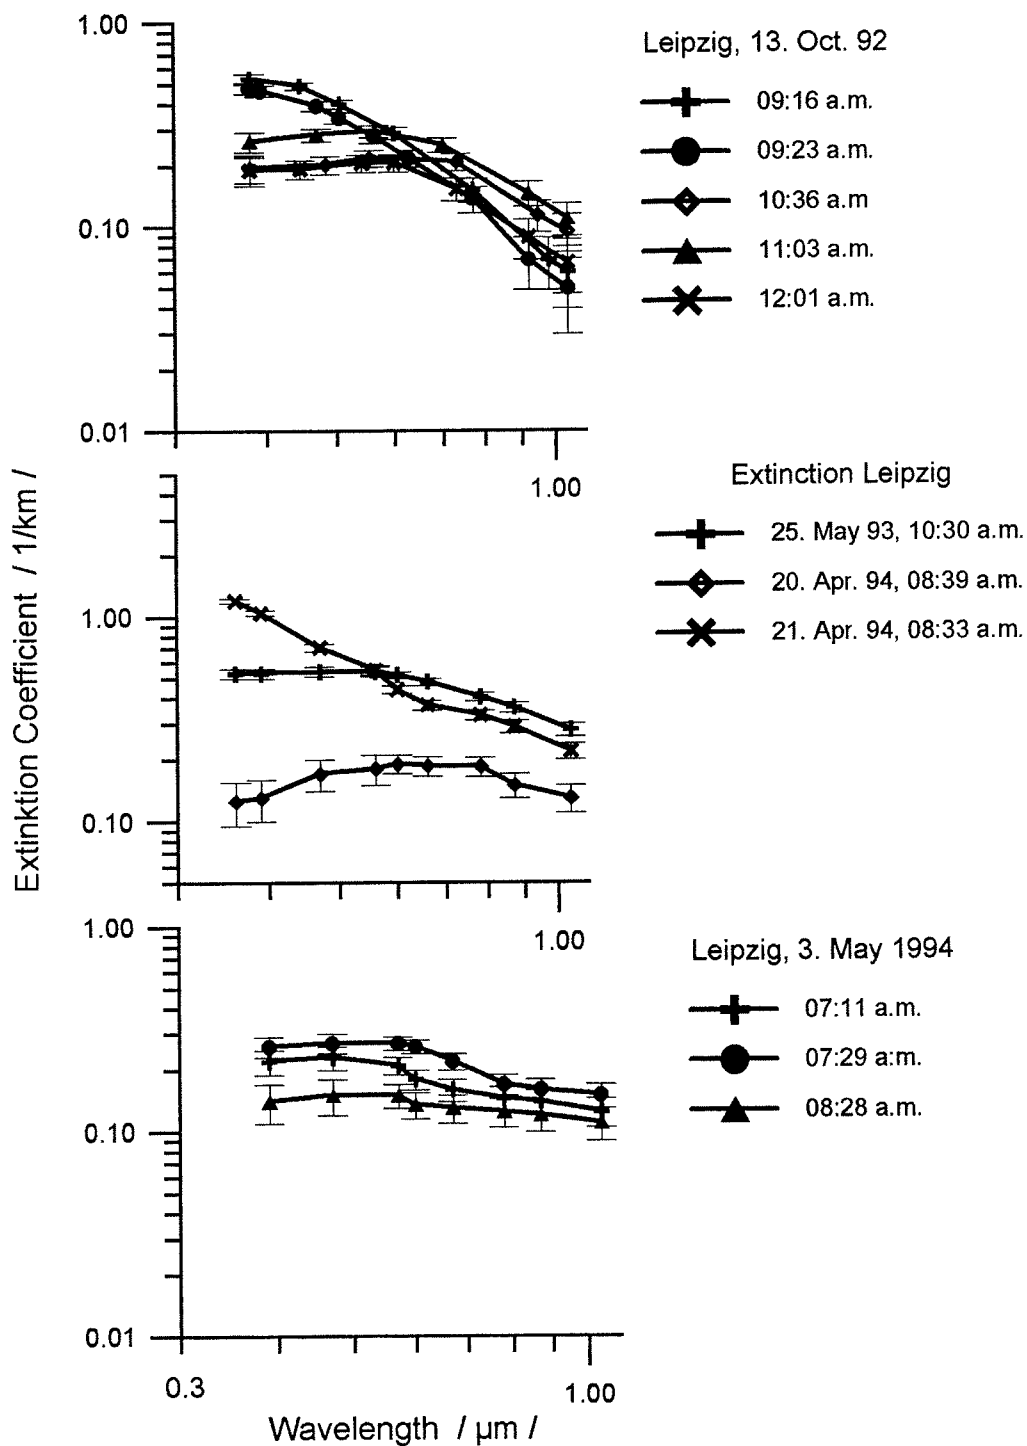 1.00
0.10
0.01
Leipzig, 13. Oct. 92
09:16 a.m.
09:23 a.m.
10:36 a.m
11:03 a.m.
12:01 a.m.
1.00
Extinktion Coefficient / 1/km /
1.00
0.10
Extinction Leipzig
25. May 93, 10:30 a.m.
20. Apr. 94, 08:39 a.m.
21. Apr. 94, 08:33 a.m.
1.00
1.00
0.10
0.01
Leipzig, 3. May 1994
07:11 a.m.
07:29 a:m.
08:28 a.m.
0.3
1.00
Wavelength / µm /